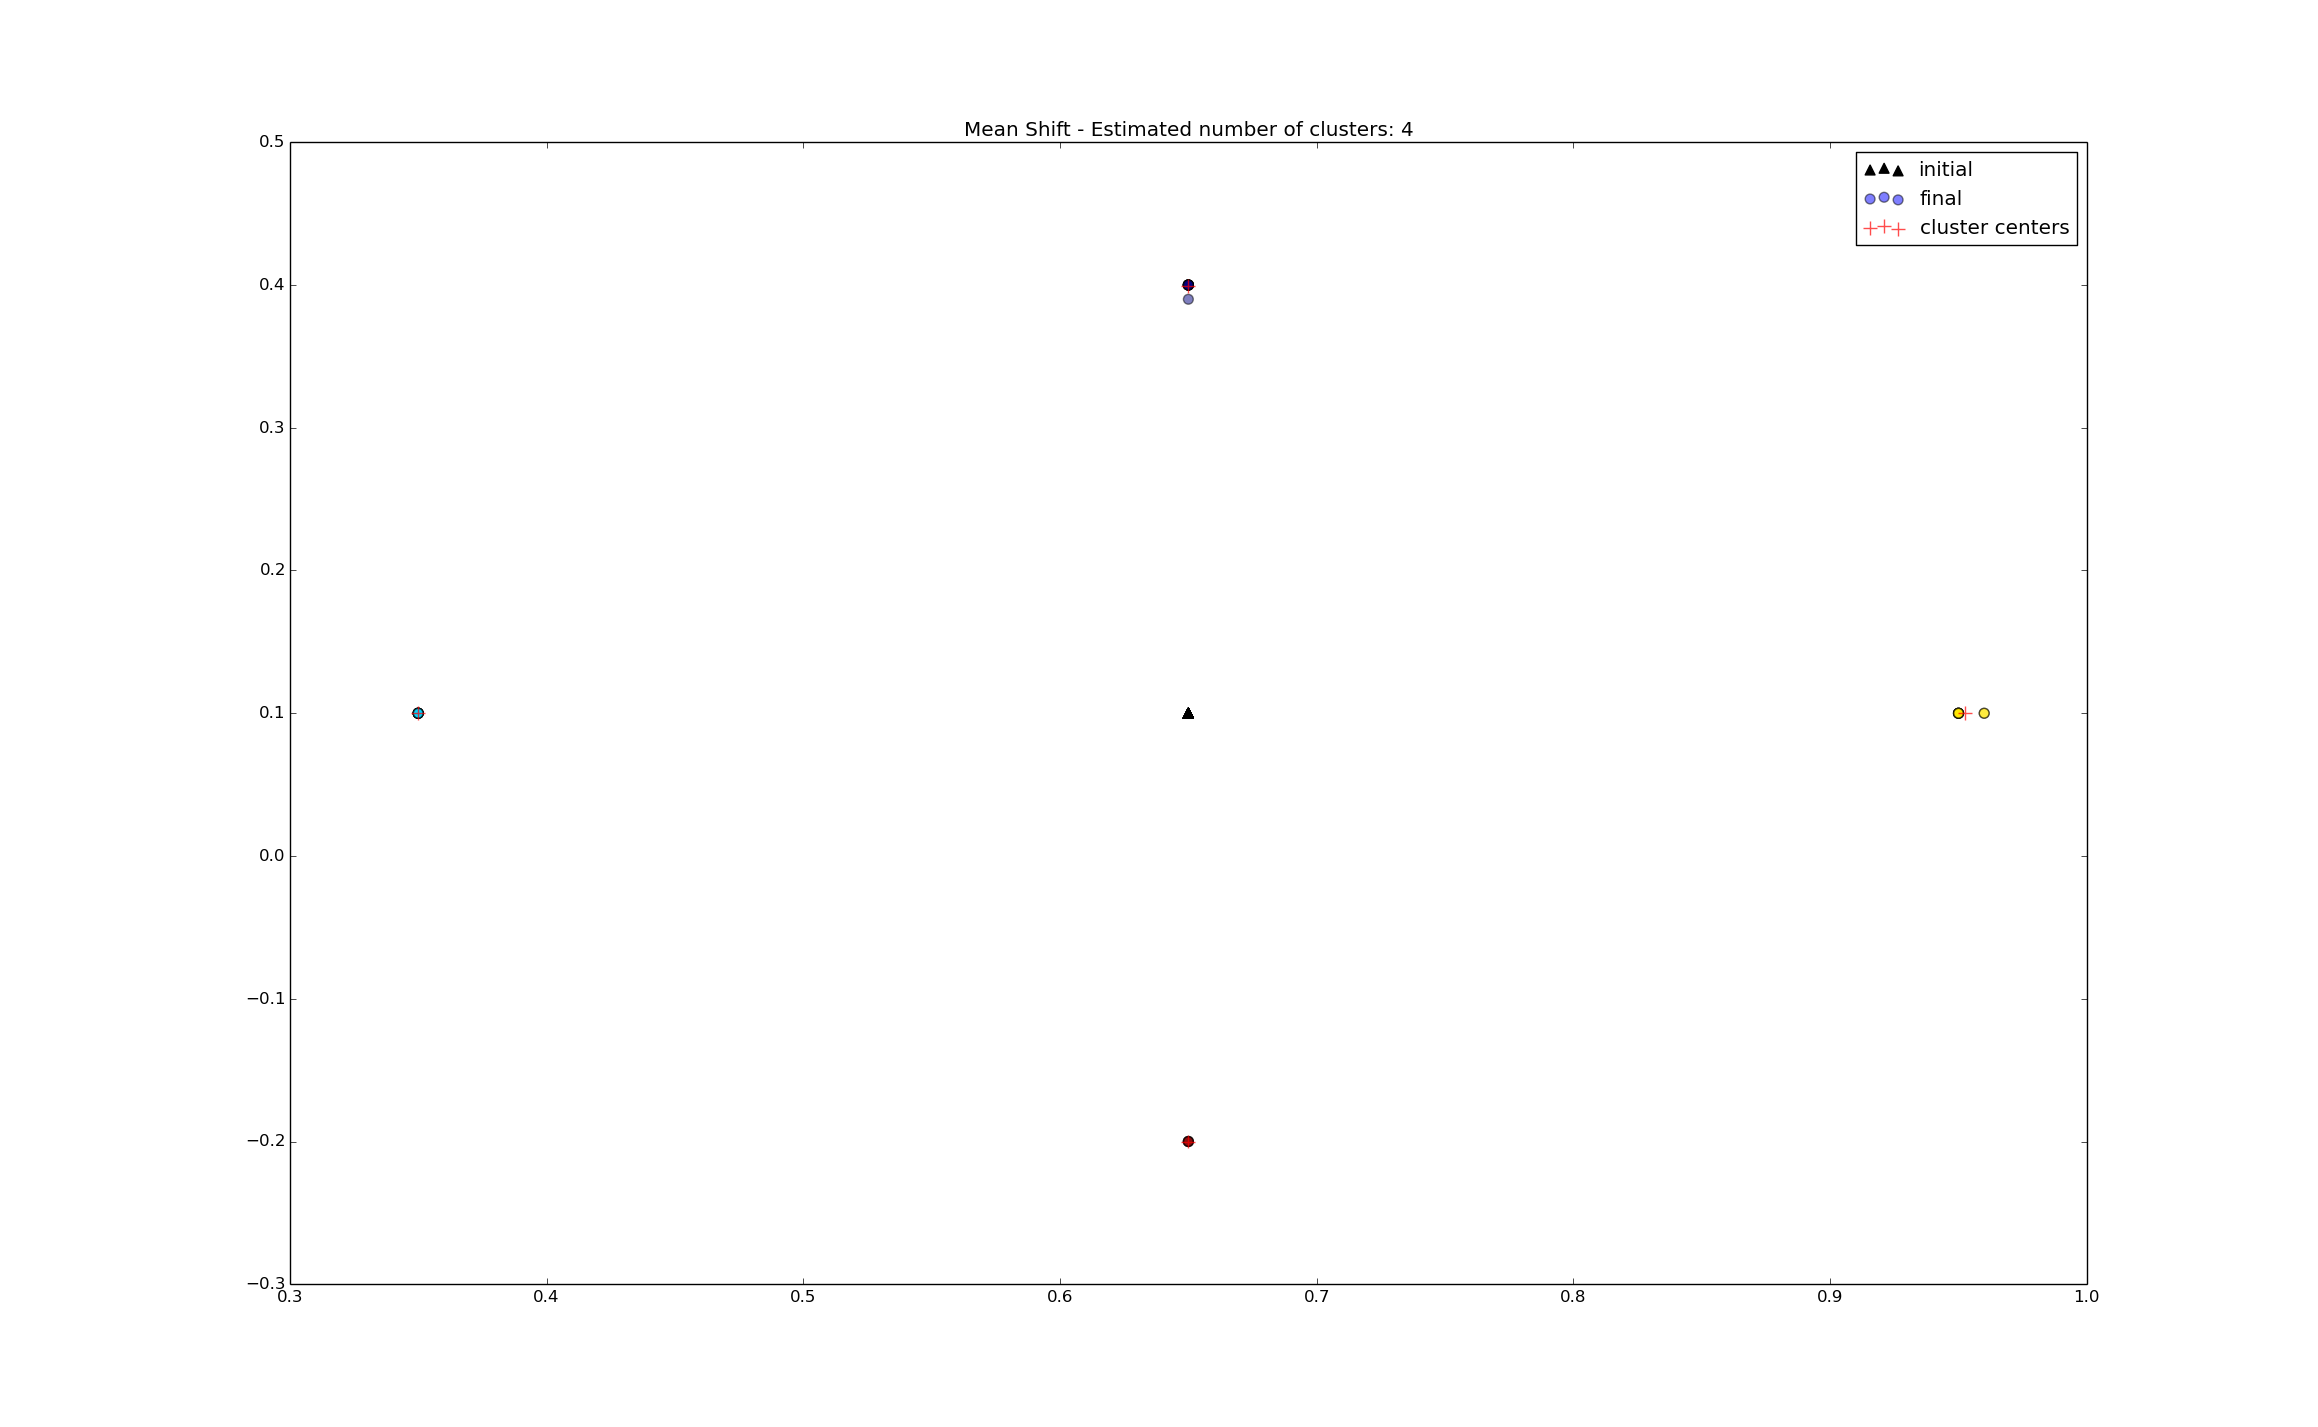 Mean Shift - Estimated number of clusters: 4
initial
final
cluster centers
0.5
0.4
0.3
0.2
0.1
0.0
−0.1
−0.2
−0.3
0.3 0.4 0.5 0.6 0.7 0.8 0.9 1.0